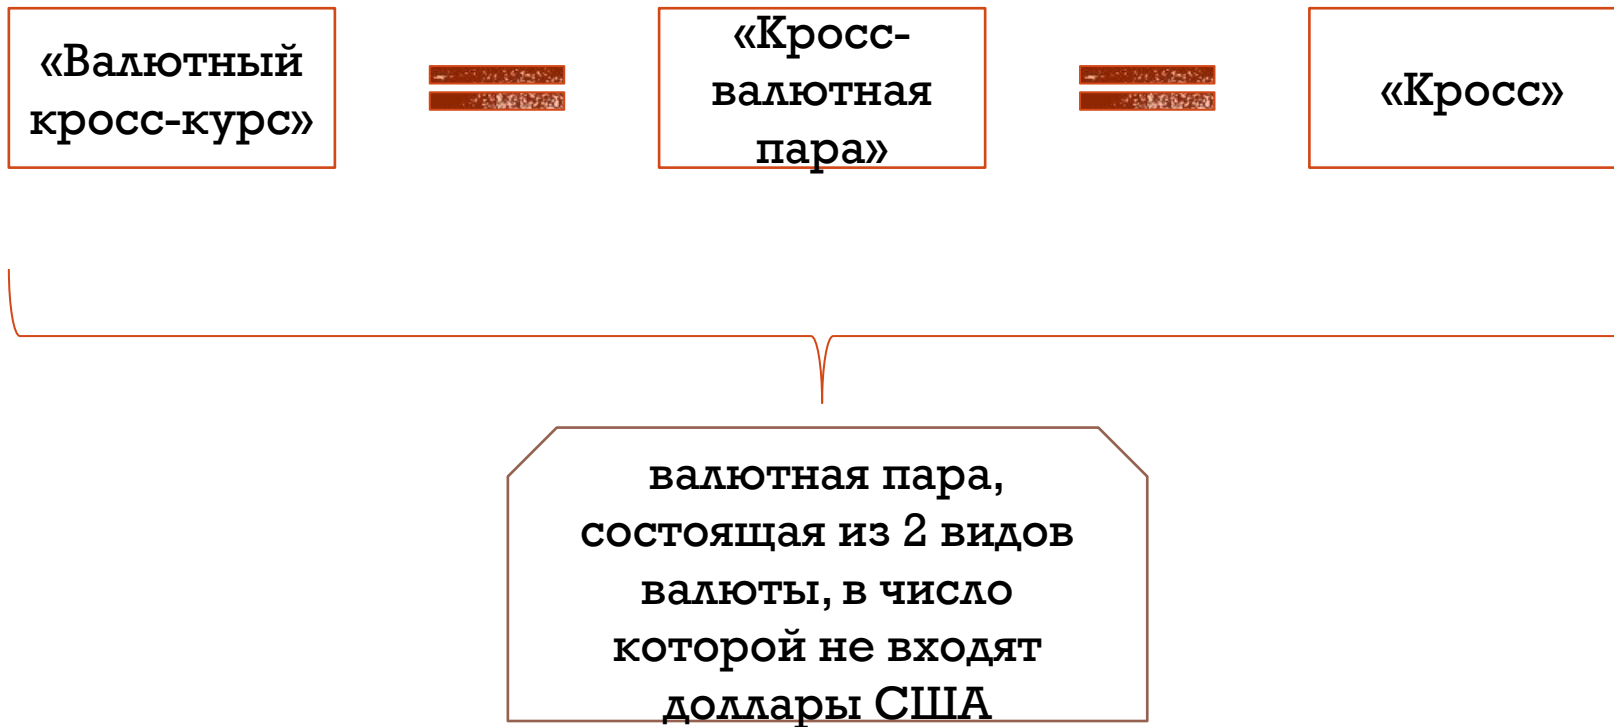 «Валютный
кросс-курс»
«Кросс-
валютная
пара»
«Кросс»
валютная пара,
состоящая из 2 видов
валюты, в число
которой не входят
доллары США